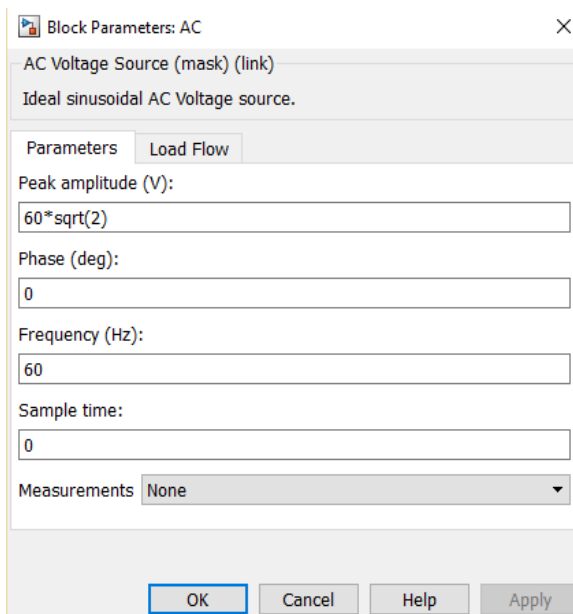 Block Parameters: AC
AC Voltage Source (mask) (link)
Ideal sinusoidal AC Voltage source.
Parameters Load Flow
Peak amplitude (V):
60*sqrt(2)
Phase (deg):
0
Frequency (Hz):
60
Sample time:
0
Measurements None
OK Cancel Help Apply